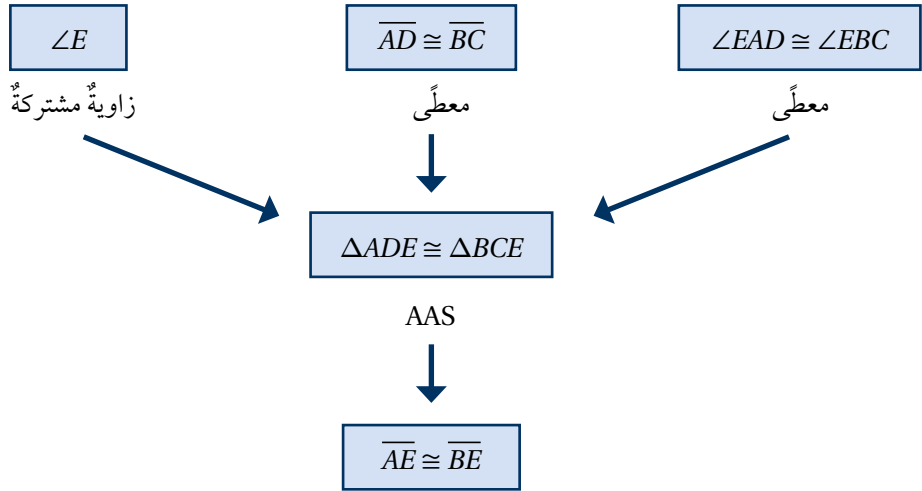 ∠E
زاويةٌ مشتركةٌ
AD ≅ BC
معطًى
∠EAD ≅ ∠EBC
معطًى
ΔADE ≅ ΔBCE
AAS
AE ≅ BE